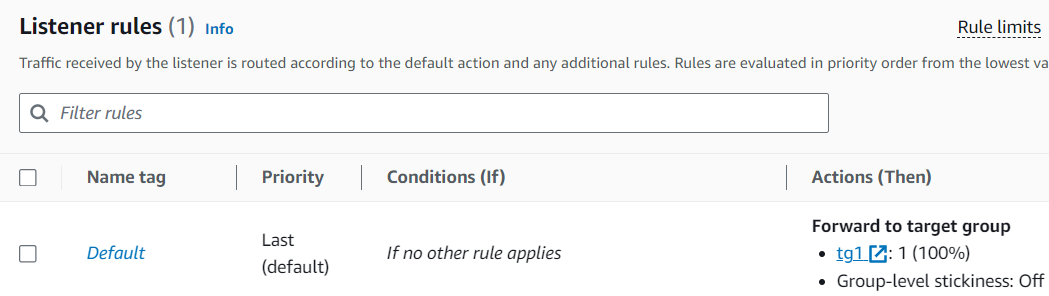 Listener rules (1) Info
Rule limits
Traffic received by the listener is routed according to the default action and any additional rules. Rules are evaluated in priority order from the lowest va
Filter rules
Name tag Priority Conditions (If) Actions (Then)
Default Last (default) If no other rule applies Forward to target group
tg1: 1 (100%)
Group-level stickiness: Off